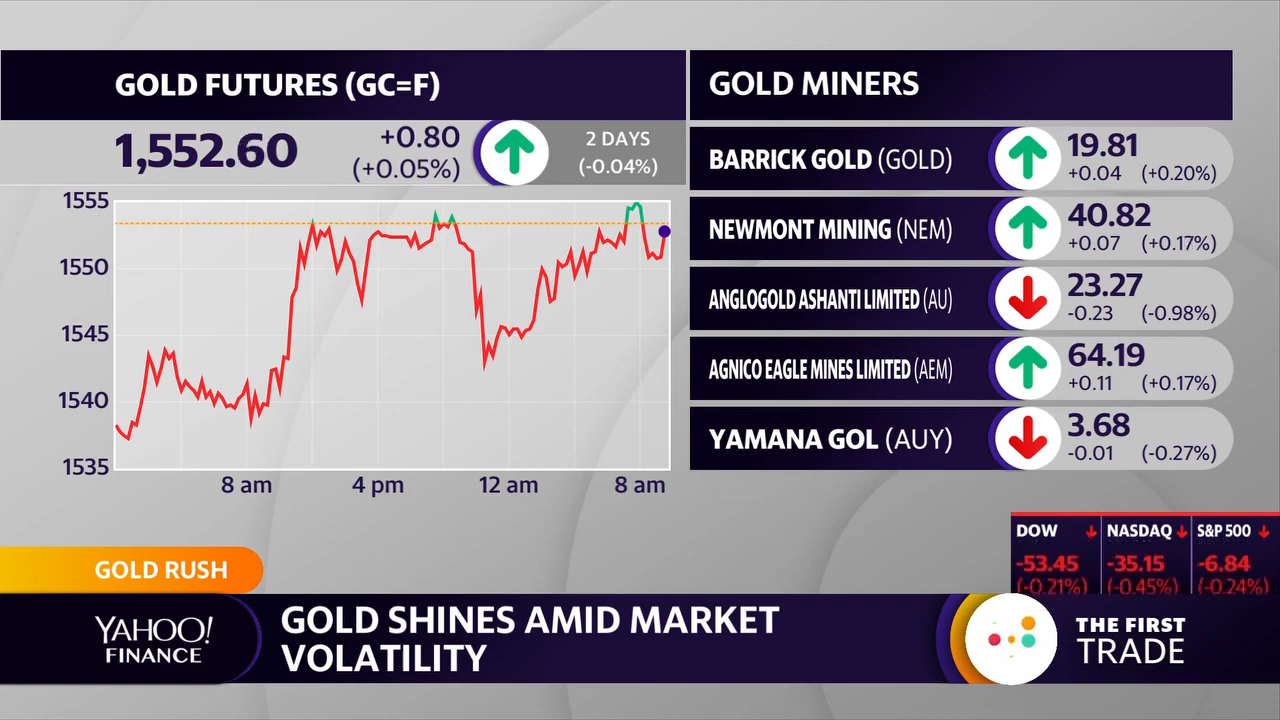 GOLD FUTURES (GC=F)
1,552.60
+0.80
(+0.05%)
2 DAYS
(-0.04%)
1555
1550
1545
1540
1535
8 am
4 pm
12 am
8 am
GOLD MINERS
BARRICK GOLD (GOLD)
19.81
+0.04 (+0.20%)
NEWMONT MINING (NEM)
40.82
+0.07 (+0.17%)
ANGLOGOLD ASHANTI LIMITED (AU)
23.27
-0.23 (-0.98%)
AGNICO EAGLE MINES LIMITED (AEM)
64.19
+0.11 (+0.17%)
YAMANA GOL (AUY)
3.68
-0.01 (-0.27%)
DOW
-53.45
(-0.21%)
NASDAQ
-35.15
(-0.45%)
S&P 500
-6.84
(-0.24%)
GOLD RUSH
YAHOO!
FINANCE
GOLD SHINES AMID MARKET
VOLATILITY
THE FIRST
TRADE